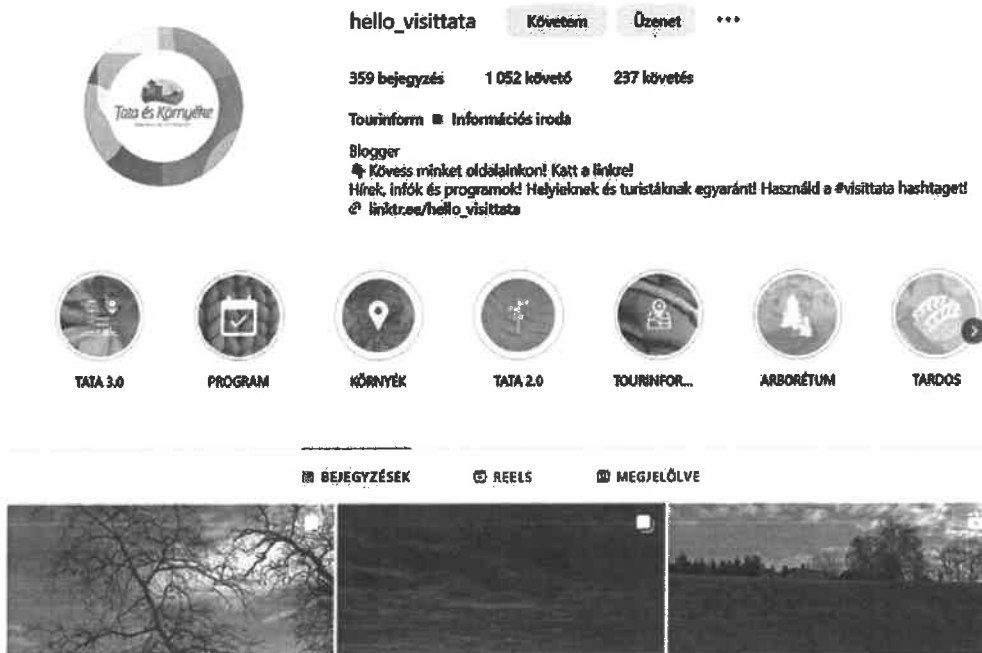 hello_visittata Követem Üzenet
359 bejegyzés 1 052 követő 237 követés
Tourinform Információs iroda
Blogger
Kövess minket oldalainkon! Katt a linkre!
Hírek, infók és programok! Helyieknek és turistáknak egyaránt! Használd a #visittata hashtaget!
linktr.ee/hello_visittata
Tata és Környéke
TATA 3.0 PROGRAM KÖRNYÉK TATA 2.0 TOURINFOR... ARBORÉTUM TARDOS
BEJEGYZÉSEK REELS MEGJELÖLVE